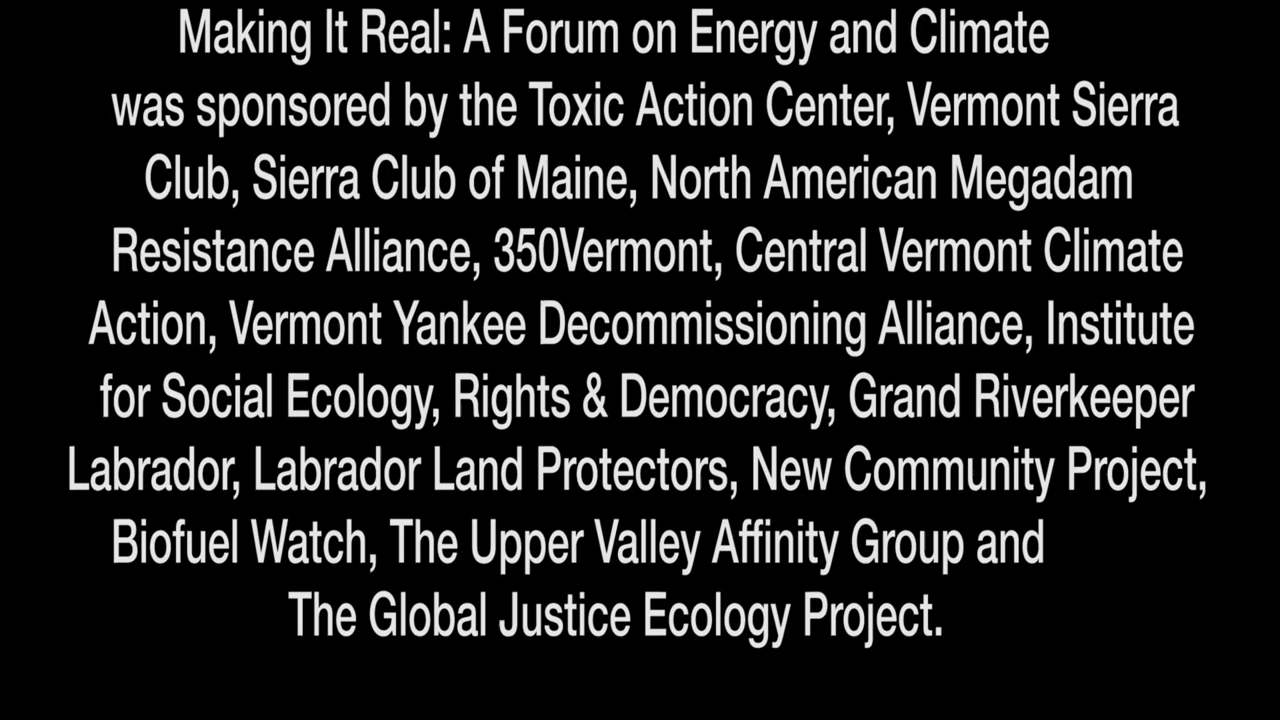 Making It Real: A Forum on Energy and Climate
was sponsored by the Toxic Action Center, Vermont Sierra
Club, Sierra Club of Maine, North American Megadam
Resistance Alliance, 350Vermont, Central Vermont Climate
Action, Vermont Yankee Decommissioning Alliance, Institute
for Social Ecology, Rights & Democracy, Grand Riverkeeper
Labrador, Labrador Land Protectors, New Community Project,
Biofuel Watch, The Upper Valley Affinity Group and
The Global Justice Ecology Project.